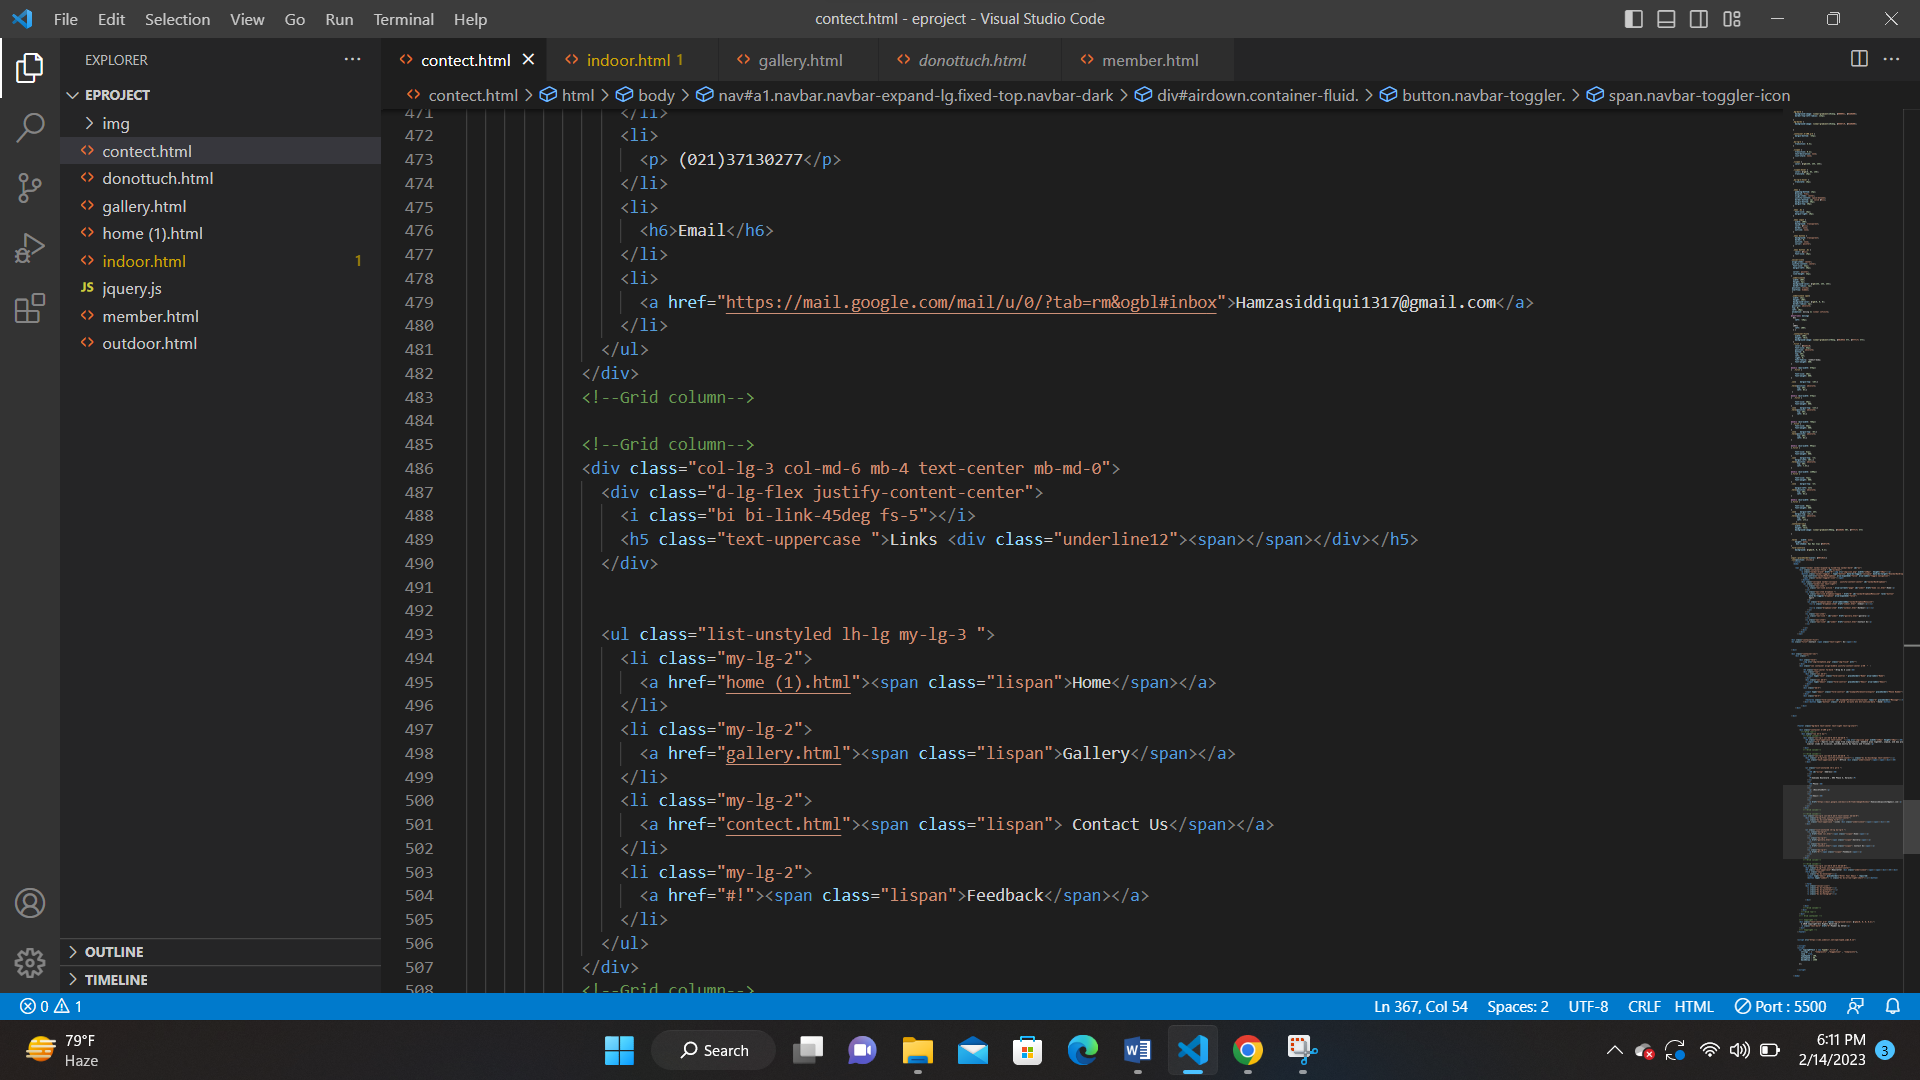 File Edit Selection View Go Run Terminal Help
contect.html - eproject - Visual Studio Code
EXPLORER
EPROJECT
img
contect.html
donottuch.html
gallery.html
home (1).html
indoor.html 1
jquery.js
member.html
outdoor.html
OUTLINE
TIMELINE
contect.html
indoor.html 1
gallery.html
donottuch.html
member.html
contect.html > html > body > nav#a1.navbar.navbar-expand-lg.fixed-top.navbar-dark > div#airdown.container-fluid. > button.navbar-toggler. > span.navbar-toggler-icon
471 </li>
472 <li>
473 <p> (021)37130277</p>
474 </li>
475 <li>
476 <h6>Email</h6>
477 </li>
478 <li>
479 <a href="https://mail.google.com/mail/u/0/?tab=rm&ogbl#inbox">Hamzasiddiqui1317@gmail.com</a>
480 </li>
481 </ul>
482 </div>
483 <!--Grid column-->
484
485 <!--Grid column-->
486 <div class="col-lg-3 col-md-6 mb-4 text-center mb-md-0">
487 <div class="d-lg-flex justify-content-center">
488 <i class="bi bi-link-45deg fs-5"></i>
489 <h5 class="text-uppercase ">Links <div class="underline12"><span></span></div></h5>
490 </div>
491
492
493 <ul class="list-unstyled lh-lg my-lg-3 ">
494 <li class="my-lg-2">
495 <a href="home (1).html"><span class="lispan">Home</span></a>
496 </li>
497 <li class="my-lg-2">
498 <a href="gallery.html"><span class="lispan">Gallery</span></a>
499 </li>
500 <li class="my-lg-2">
501 <a href="contect.html"><span class="lispan"> Contact Us</span></a>
502 </li>
503 <li class="my-lg-2">
504 <a href="#!"><span class="lispan">Feedback</span></a>
505 </li>
506 </ul>
507 </div>
508 <!--Grid column-->
0 1
Ln 367, Col 54 Spaces: 2 UTF-8 CRLF HTML Port : 5500
79°F
Haze
Search
6:11 PM
2/14/2023
3